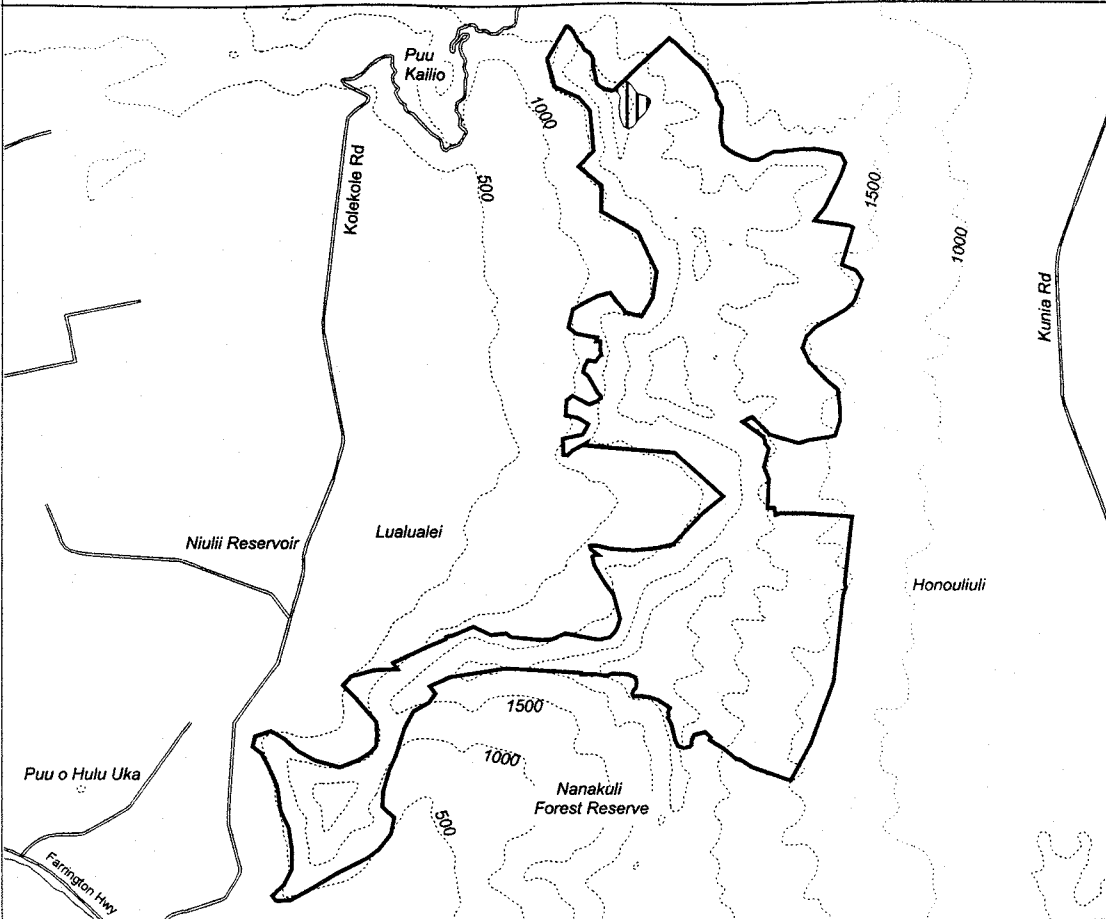 Puu
Kailio
1000
500
Kolekole Rd
1500
1000
Kunia Rd
Niulii Reservoir
Lualualei
Honouliuli
1500
1000
Puu o Hulu Uka
Nanakuli
Forest Reserve
500
Farrington Hwy